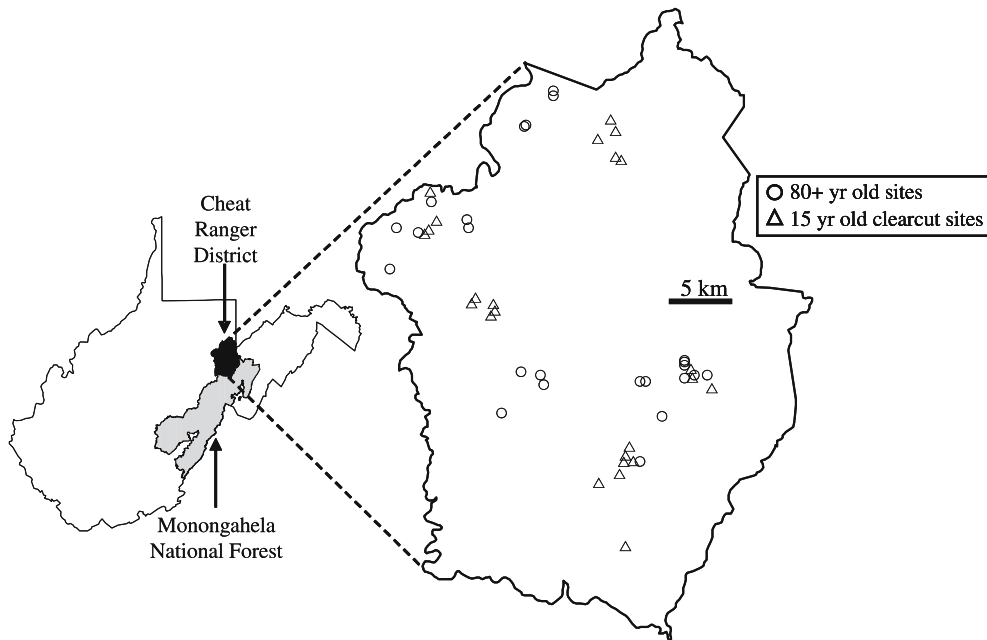 Cheat
Ranger
District
Monongahela
National Forest
80+ yr old sites
15 yr old clearcut sites
5 km